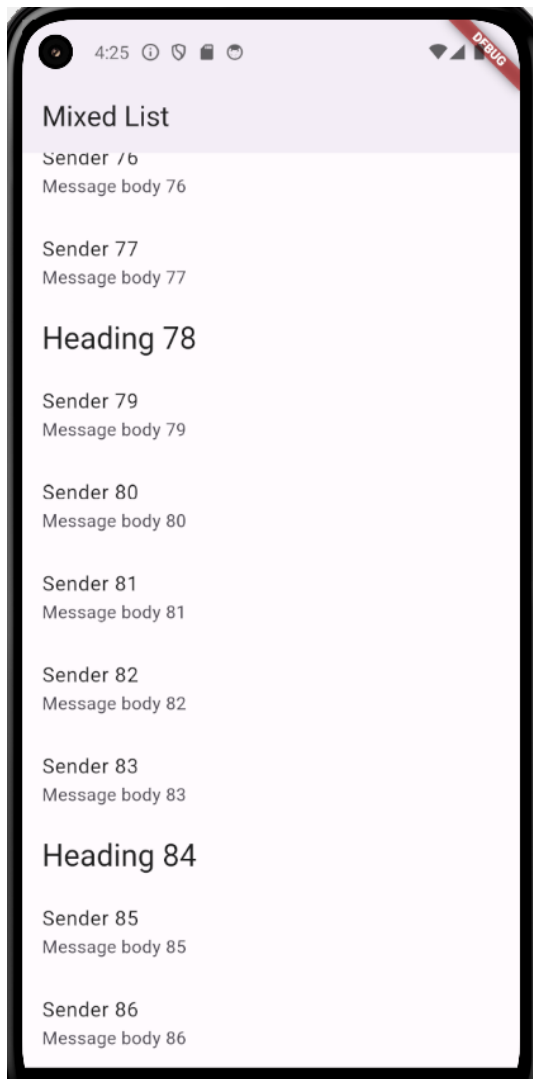 4:25
DEBUG
Mixed List
Sender 76
Message body 76
Sender 77
Message body 77
Heading 78
Sender 79
Message body 79
Sender 80
Message body 80
Sender 81
Message body 81
Sender 82
Message body 82
Sender 83
Message body 83
Heading 84
Sender 85
Message body 85
Sender 86
Message body 86